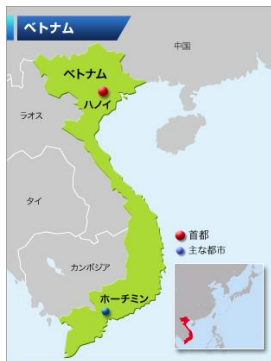 ベトナム
中国
ベトナム
ハノイ
ラオス
タイ
首都
主な都市
カンボジア
ホーチミン